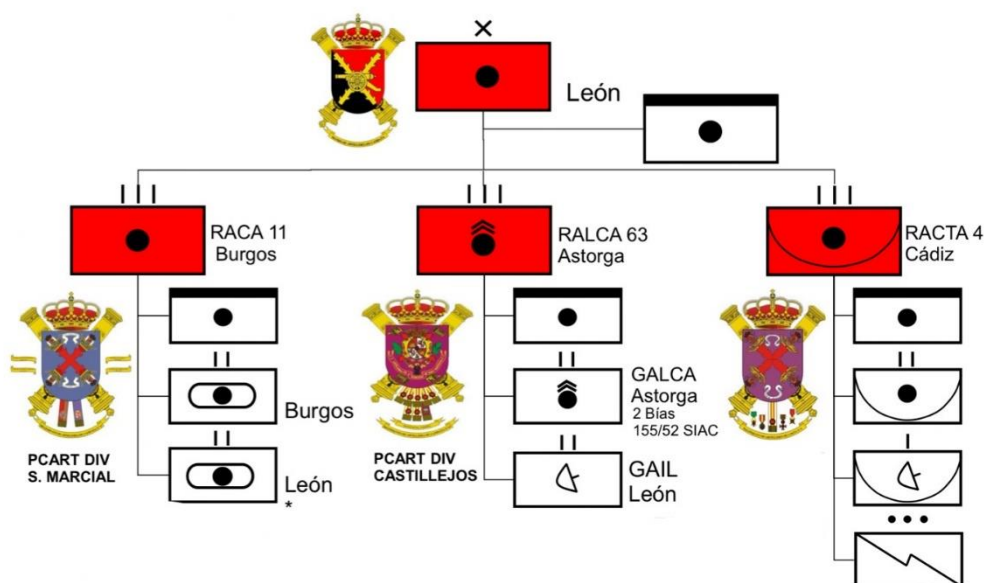 León
RACA 11
Burgos
RALCA 63
Astorga
RACTA 4
Cádiz
PCART DIV
S. MARCIAL
Burgos
León
*
PCART DIV
CASTILLEJOS
GALCA
Astorga
2 Bías
155/52 SIAC
GAIL
León